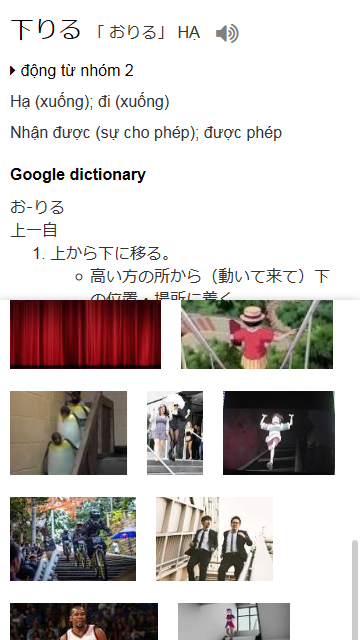 下りる 「 おりる」 HẠ
động từ nhóm 2
Hạ (xuống); đi (xuống)
Nhận được (sự cho phép); được phép
Google dictionary
お‐りる
上一自
1. 上から下に移る。
高い方の所から（動いて来て）下
の位置・場所に着く